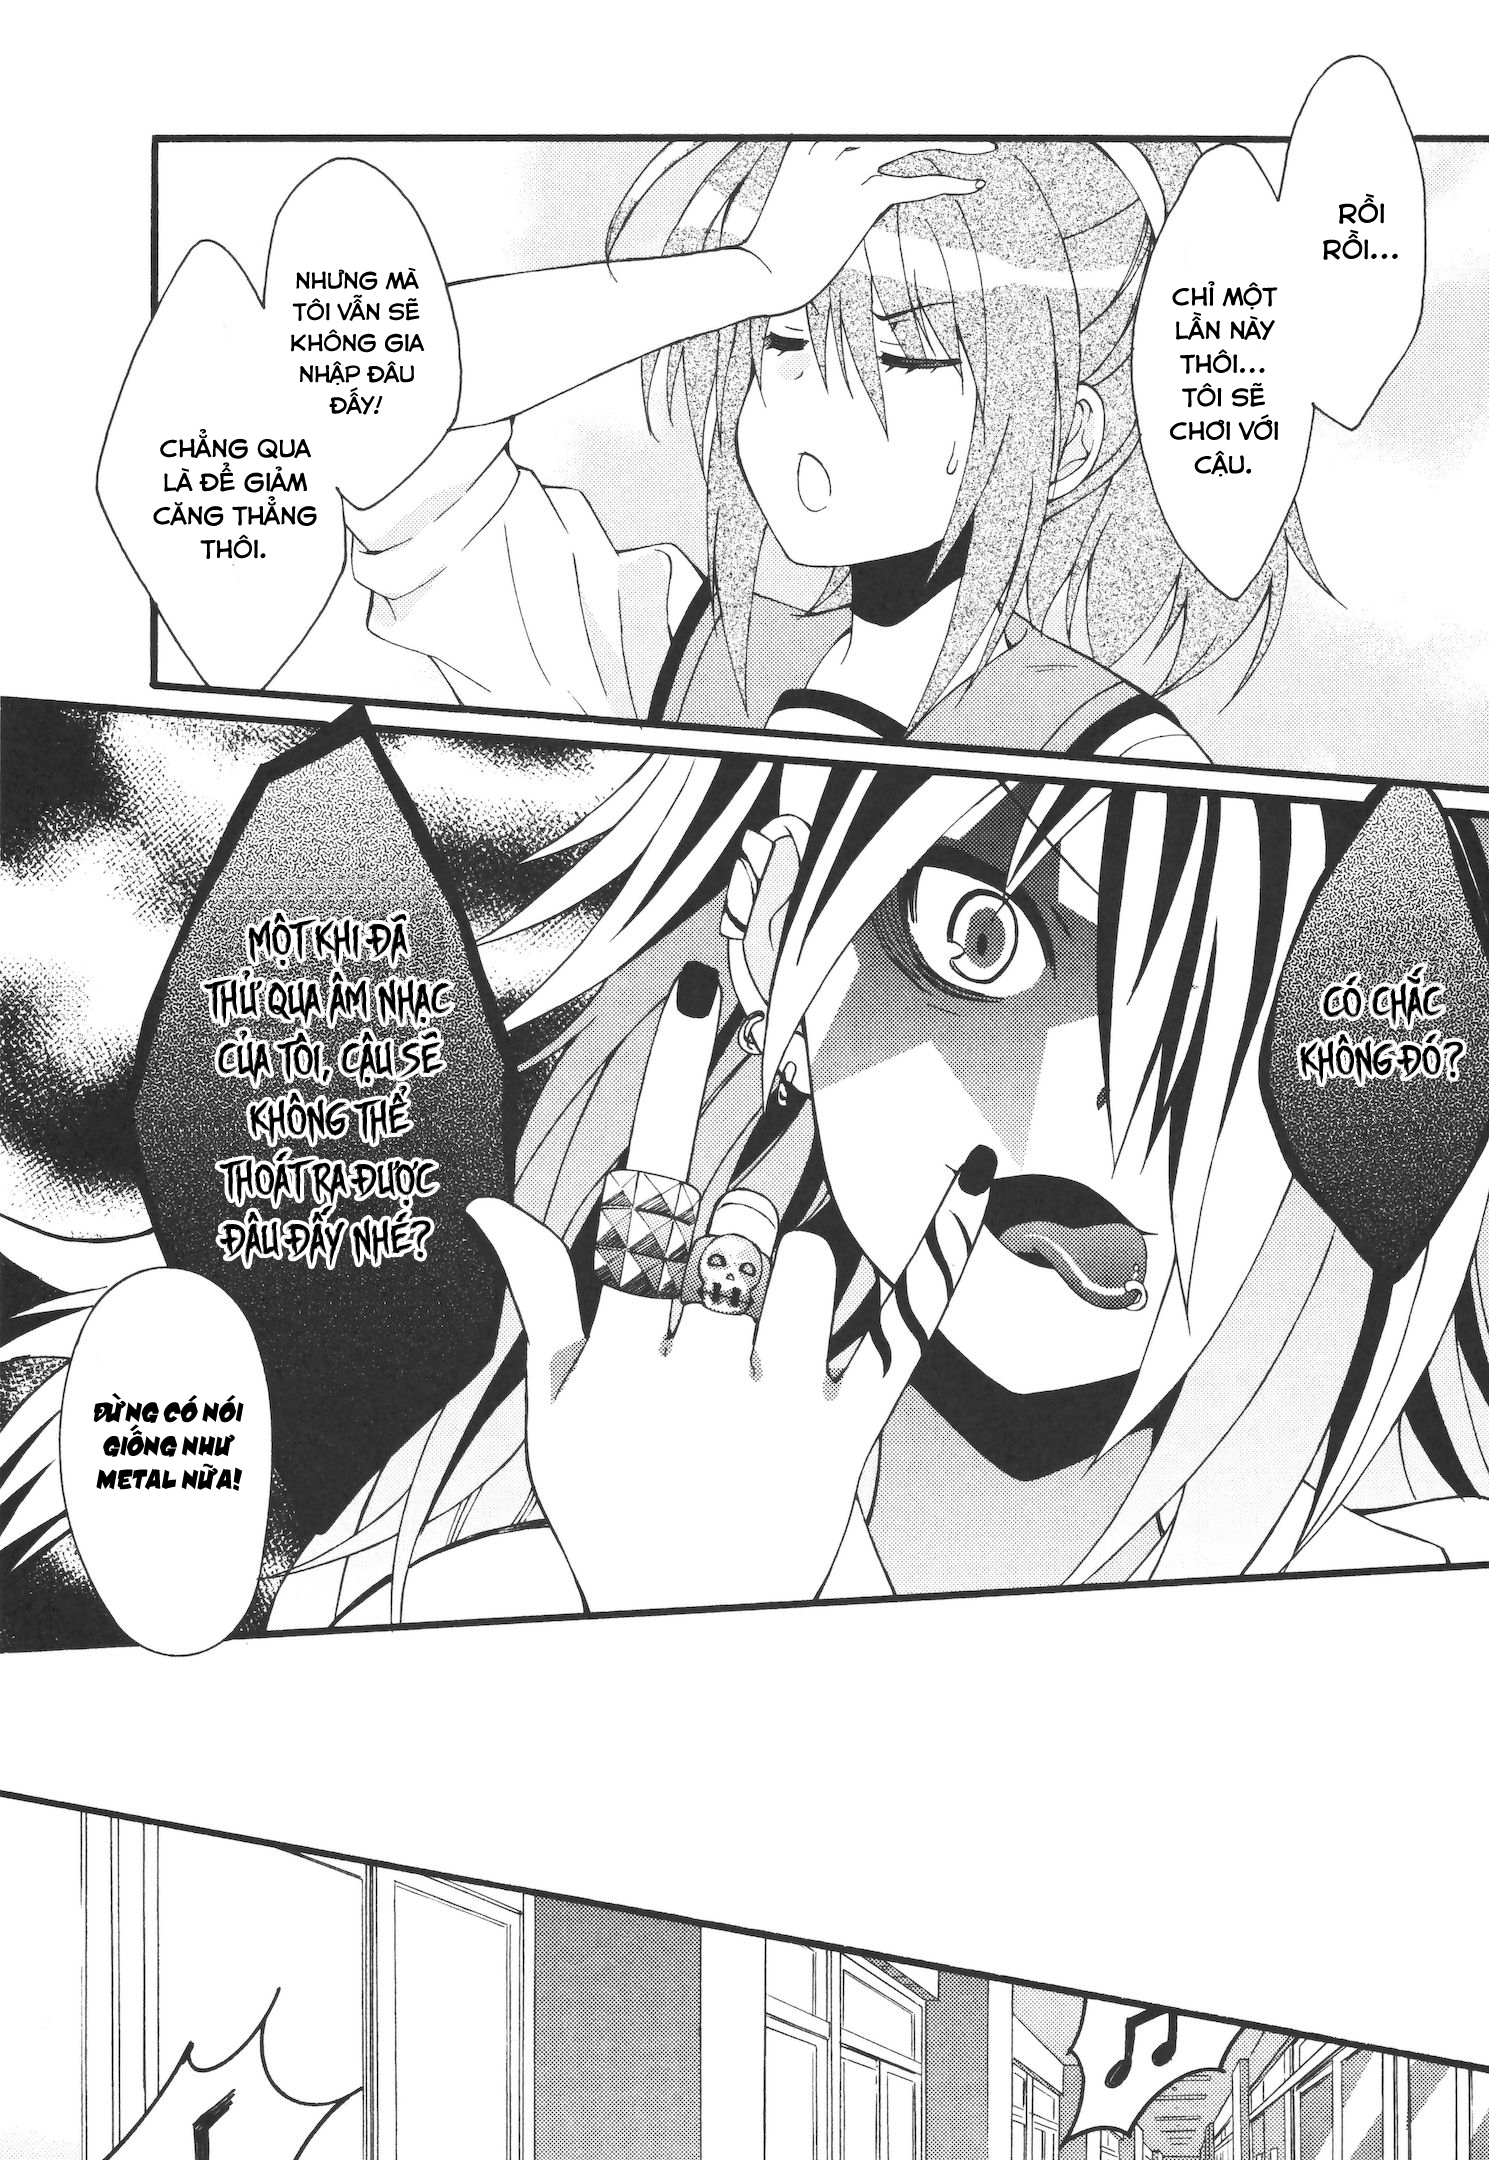 RỒI
RỒI...
CHỈ MỘT
LẦN NÀY
THÔI...
TÔI SẼ
CHƠI VỚI
CẬU.
NHƯNG MÀ
TÔI VẪN SẼ
KHÔNG GIA
NHẬP ĐÂU
ĐẤY!
CHẲNG QUA
LÀ ĐỂ GIẢM
CĂNG THẲNG
THÔI.
CÓ CHẮC
KHÔNG ĐÓ?
MỘT KHI ĐÃ
THỬ QUA ÂM NHẠC
CỦA TÔI, CẬU SẼ
KHÔNG THỂ
THOÁT RA ĐƯỢC
ĐÂU ĐẤY NHÉ?
ĐỪNG CÓ NÓI
GIỐNG NHƯ
METAL NỮA!